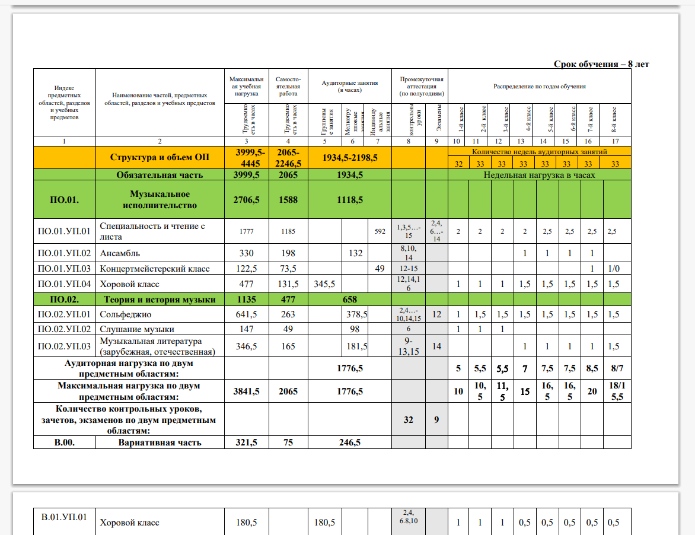 Срок обучения – 8 лет
Индекс предметных областей, разделов и учебных предметов
Наименование частей, предметных областей, разделов и учебных предметов
Максимальн ая учебная нагрузка
Самосто- ятельная работа
Аудиторные занятия (в часах)
Промежуточная аттестация (по полугодиям)
Распределение по годам обучения
Трудоемко сть в часах
Трудоемко сть в часах
Групповы е занятия
Мелкогру пповые занятия
Индивиду альные занятия
контрольные уроки
Экзамены
1-й класс
2-й класс
3-й класс
4-й класс
5-й класс
6-й класс
7-й класс
8-й класс
1 2 3 4 5 6 7 8 9 10 11 12 13 14 15 16 17
Структура и объем ОП 3999,5-4445 2065-2246,5 1934,5-2198,5 Количество недель аудиторных занятий
32 33 33 33 33 33 33 33
Обязательная часть 3999,5 2065 1934,5 Недельная нагрузка в часах
ПО.01. Музыкальное исполнительство 2706,5 1588 1118,5
ПО.01.УП.01 Специальность и чтение с листа 1777 1185 592 1,3,5…-15 2,4, 6…-14 2 2 2 2 2,5 2,5 2,5 2,5
ПО.01.УП.02 Ансамбль 330 198 132 8,10, 14 1 1 1 1
ПО.01.УП.03 Концертмейстерский класс 122,5 73,5 49 12-15 1 1/0
ПО.01.УП.04 Хоровой класс 477 131,5 345,5 12,14,1 6 1 1 1 1,5 1,5 1,5 1,5 1,5
ПО.02. Теория и история музыки 1135 477 658
ПО.02.УП.01 Сольфеджио 641,5 263 378,5 2,4…-10,14,15 12 1 1,5 1,5 1,5 1,5 1,5 1,5 1,5
ПО.02.УП.02 Слушание музыки 147 49 98 6 1 1 1
ПО.02.УП.03 Музыкальная литература (зарубежная, отечественная) 346,5 165 181,5 9-13,15 14 1 1 1 1 1,5
Аудиторная нагрузка по двум предметным областям: 1776,5 5 5,5 5,5 7 7,5 7,5 8,5 8/7
Максимальная нагрузка по двум предметным областям: 3841,5 2065 1776,5 10 10,5 11,5 15 16,5 16,5 20 18/15,5
Количество контрольных уроков, зачетов, экзаменов по двум предметным областям: 32 9
В.00. Вариативная часть 321,5 75 246,5
В.01.УП.01 Хоровой класс 180,5 180,5 2,4, 6.8,10 1 1 1 0,5 0,5 0,5 0,5 0,5